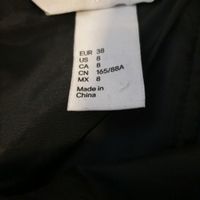 EUR 38
US 8
CA 8
CN 165/88A
MX 8
Made in
China